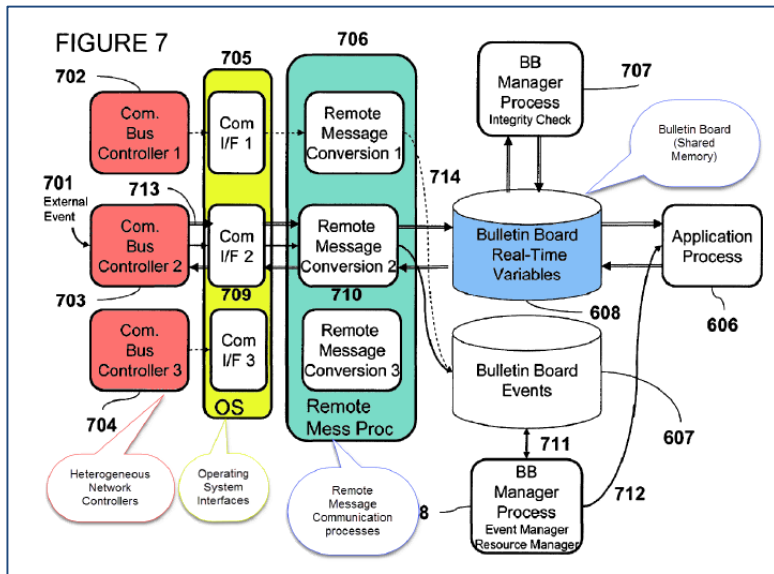 FIGURE 7
706
705
702
BB
Manager
Process
Integrity Check
707
Com.
Bus
Controller 1
Com
I/F 1
Remote
Message
Conversion 1
Bulletin Board
(Shared
Memory)
714
701
External
Event
713
Com.
Bus
Controller 2
Com
I/F 2
Remote
Message
Conversion 2
Bulletin Board
Real-Time
Variables
Application
Process
703
709
710
608
606
Com.
Bus
Controller 3
Com
I/F 3
Remote
Message
Conversion 3
Bulletin Board
Events
704
OS
Remote
Mess Proc
607
711
Heterogeneous
Network
Controllers
Operating
System
Interfaces
Remote
Message
Communication
processes
8
BB
Manager
Process
Event Manager
Resource Manager
712